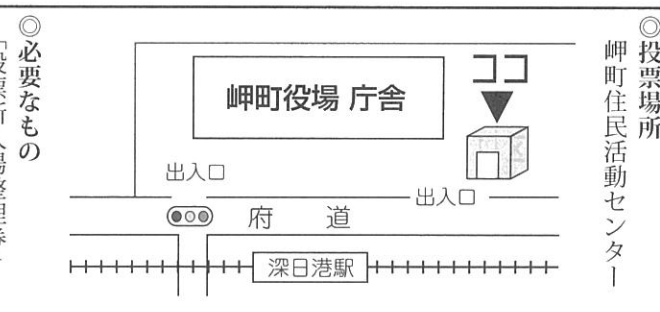 ◎投票場所
岬町住民活動センター
ココ
岬町役場 庁舎
出入口
出入口
府道
深日港駅
◎必要なもの